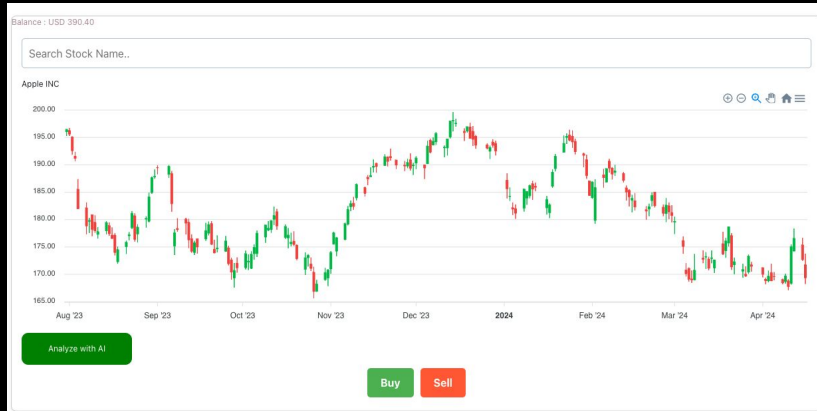 Balance : USD 390.40
Search Stock Name..
Apple INC
200.00
195.00
190.00
185.00
180.00
175.00
170.00
165.00
Aug '23 Sep '23 Oct '23 Nov '23 Dec '23 2024 Feb '24 Mar '24 Apr '24
Analyze with AI
Buy Sell